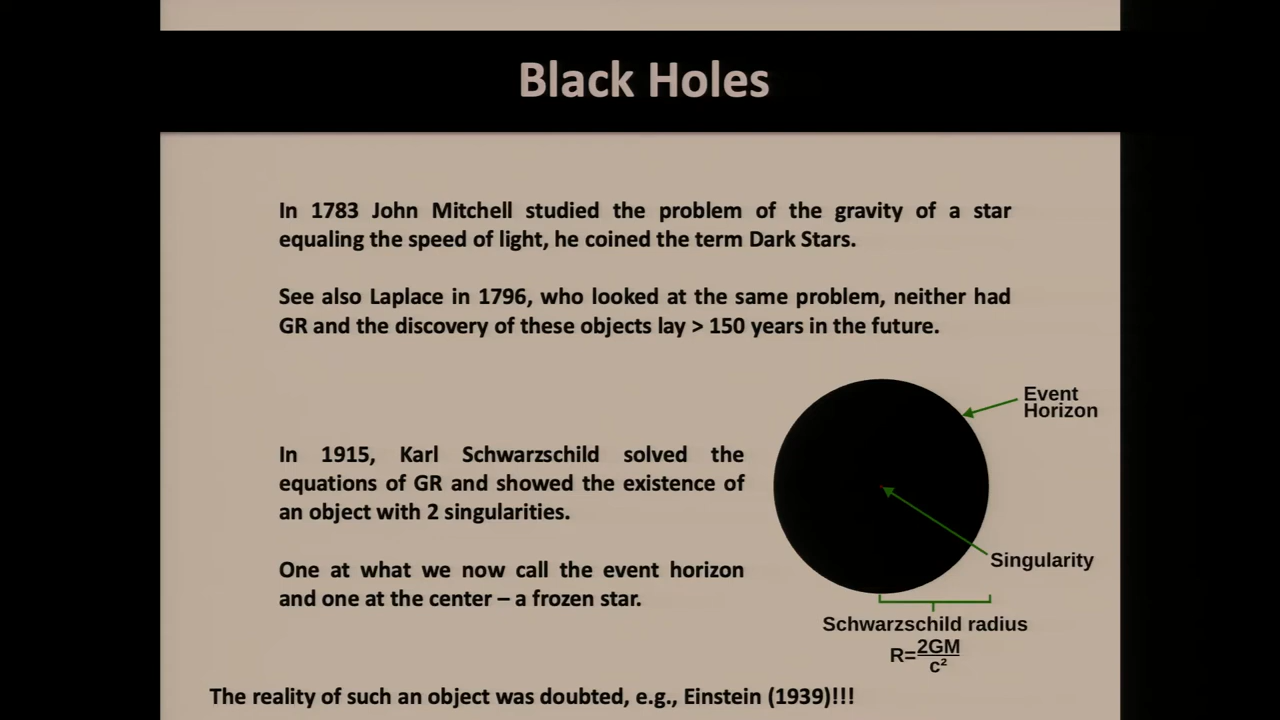 Black Holes
In 1783 John Mitchell studied the problem of the gravity of a star
equaling the speed of light, he coined the term Dark Stars.
See also Laplace in 1796, who looked at the same problem, neither had
GR and the discovery of these objects lay > 150 years in the future.
In 1915, Karl Schwarzschild solved the
equations of GR and showed the existence of
an object with 2 singularities.
One at what we now call the event horizon
and one at the center – a frozen star.
Event
Horizon
Singularity
Schwarzschild radius
R=2GM
c²
The reality of such an object was doubted, e.g., Einstein (1939)!!!